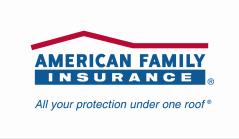 AMERICAN FAMILY
INSURANCE ®
All your protection under one roof ®